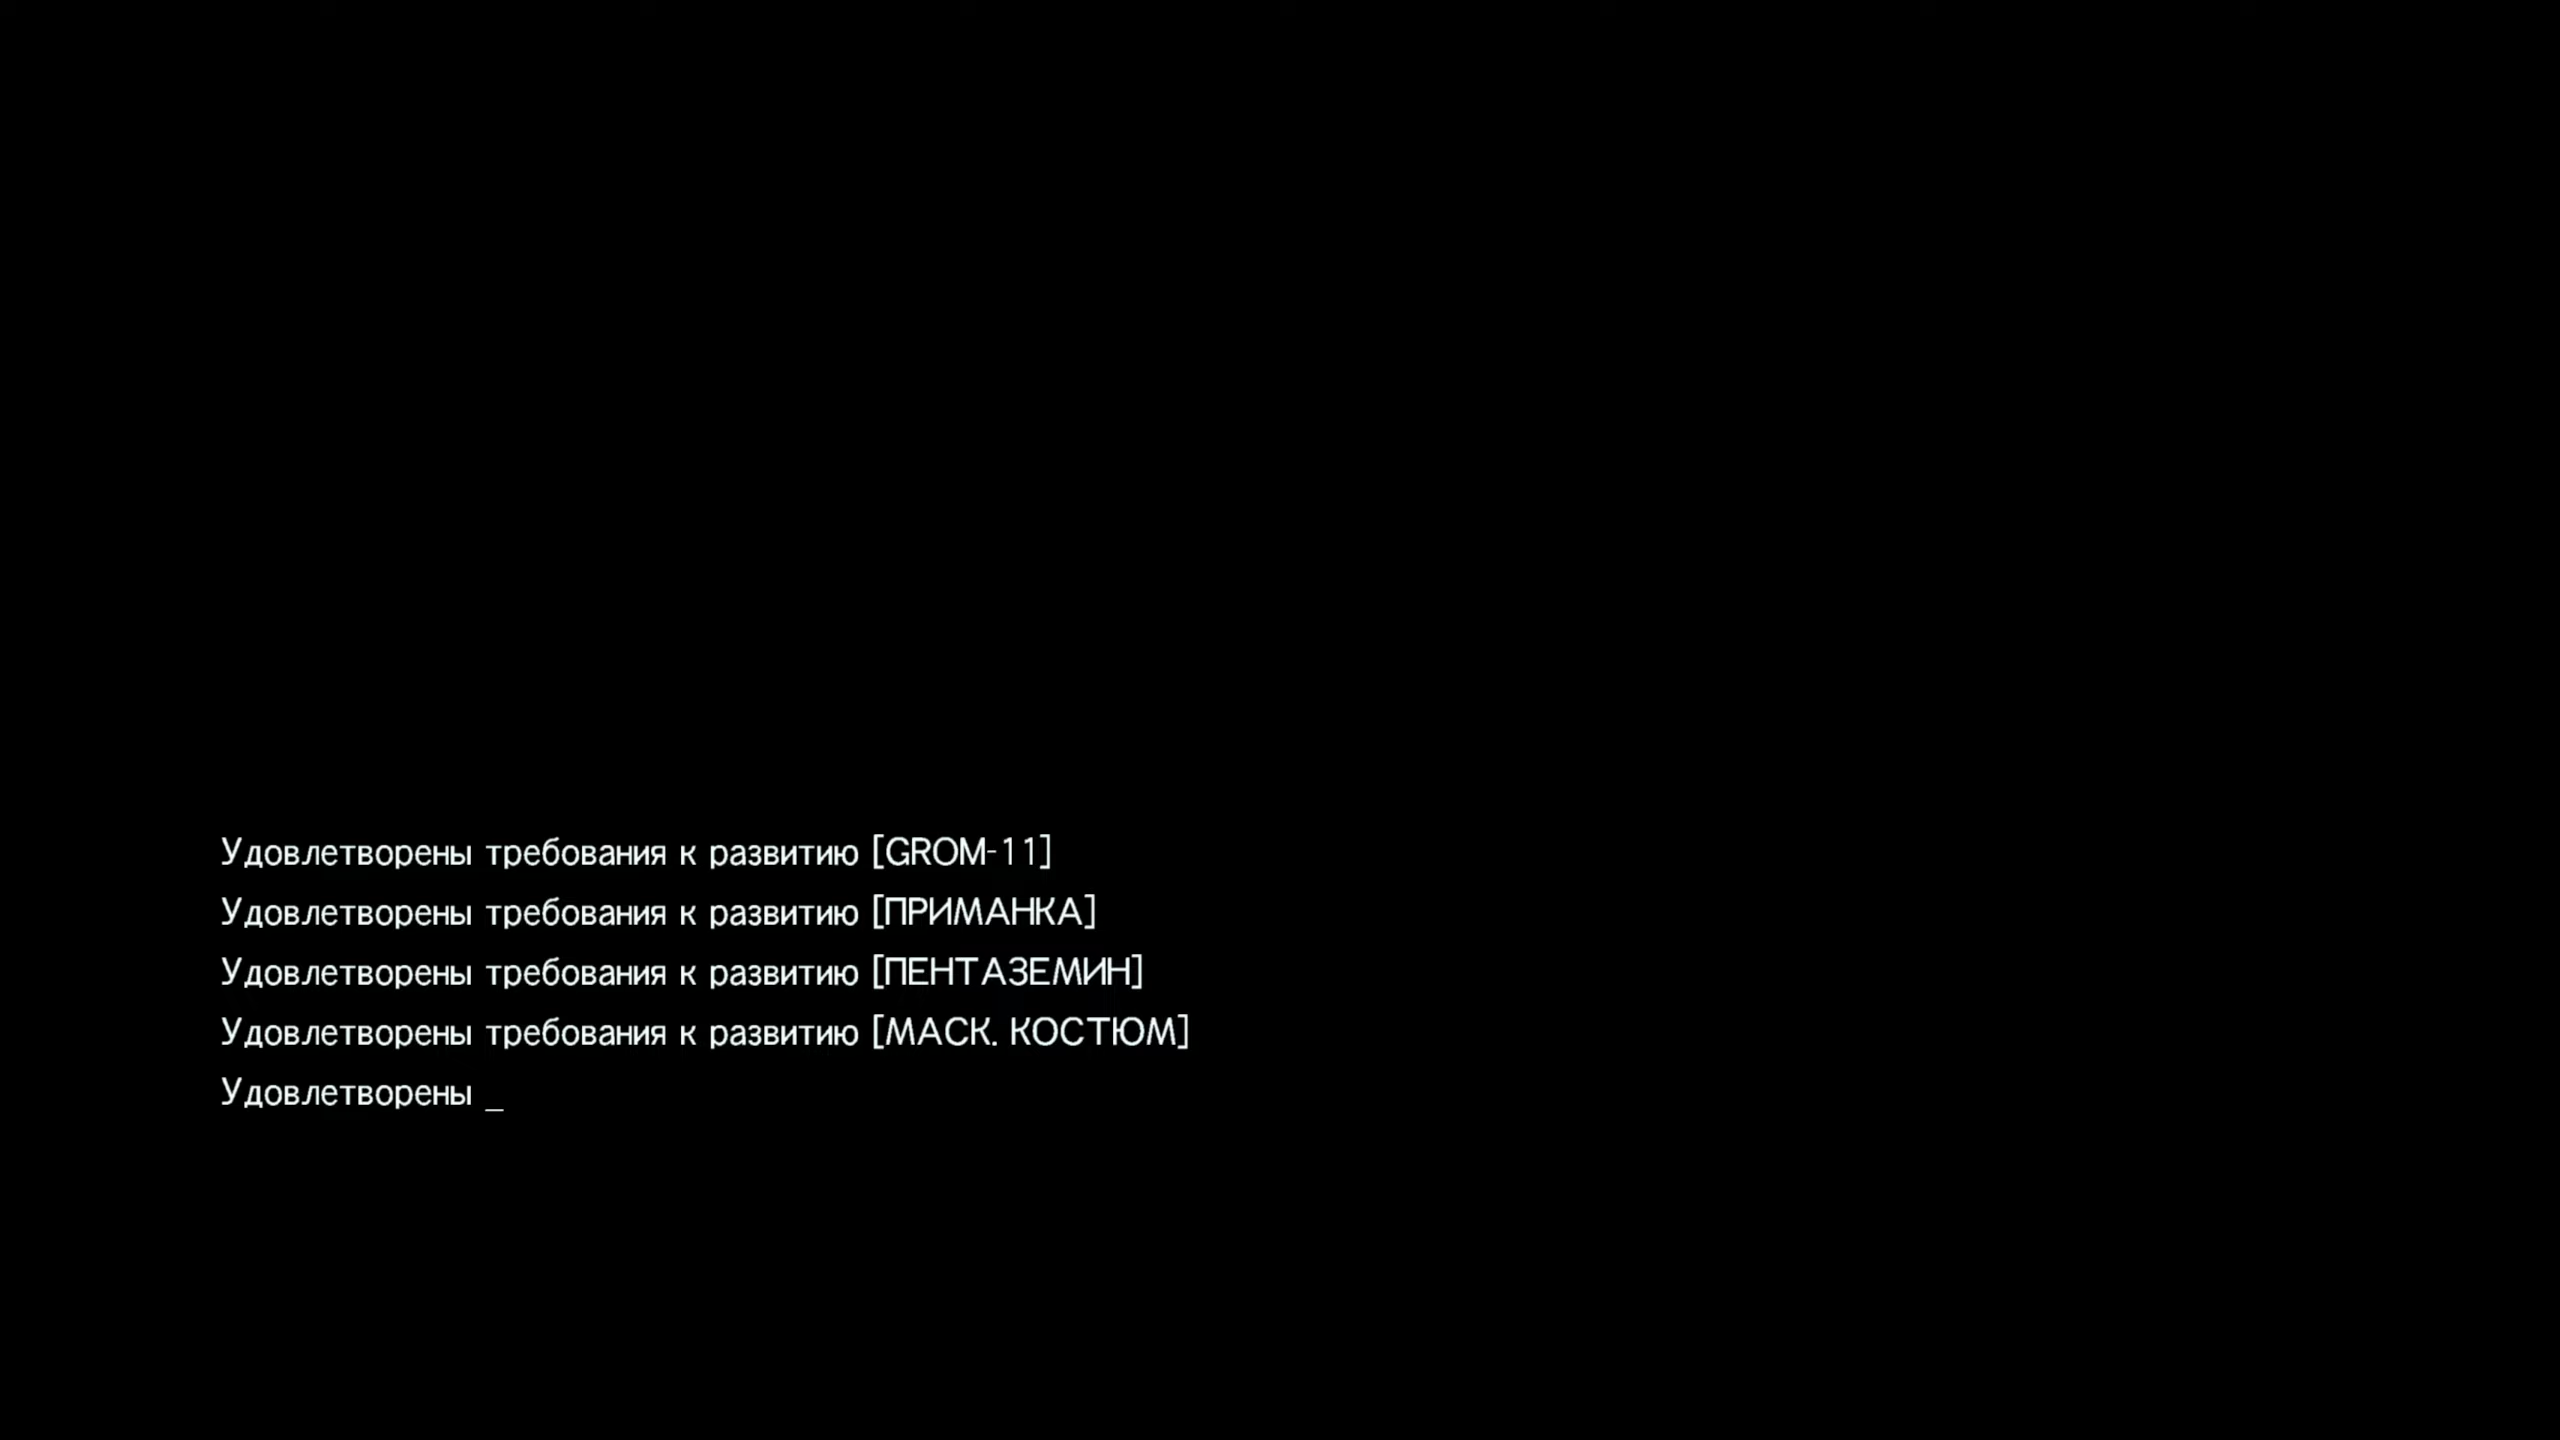 Удовлетворены требования к развитию [GROM-11]
Удовлетворены требования к развитию [ПРИМАНКА]
Удовлетворены требования к развитию [ПЕНТАЗЕМИН]
Удовлетворены требования к развитию [МАСК. КОСТЮМ]
Удовлетворены _